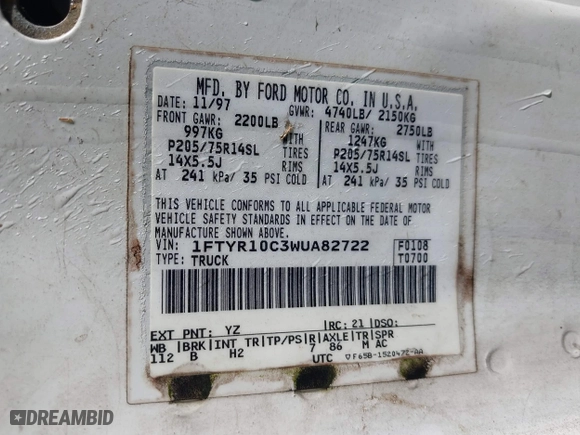 MFD. BY FORD MOTOR CO. IN U.S.A.
DATE: 11/97 GVWR: 4740LB/ 2150KG
FRONT GAWR: 2200LB REAR GAWR: 2750LB
997KG WITH 1247KG WITH
P205/75R14SL TIRES P205/75R14SL TIRES
14X5.5J RIMS 14X5.5J RIMS
AT 241 kPa/ 35 PSI COLD AT 241 kPa/ 35 PSI COLD
THIS VEHICLE CONFORMS TO ALL APPLICABLE FEDERAL MOTOR
VEHICLE SAFETY STANDARDS IN EFFECT ON THE DATE OF
MANUFACTURE SHOWN ABOVE.
VIN: 1FTYR10C3WUA82722 F0108
TYPE: TRUCK T0700
EXT PNT: YZ RC: 21 DSO:
WB BRK INT TR TP/PS R AXLE TR SPR
112 B H2 7 86 M AC
UTC ▽F65B-1520472-AA
DREAMBID